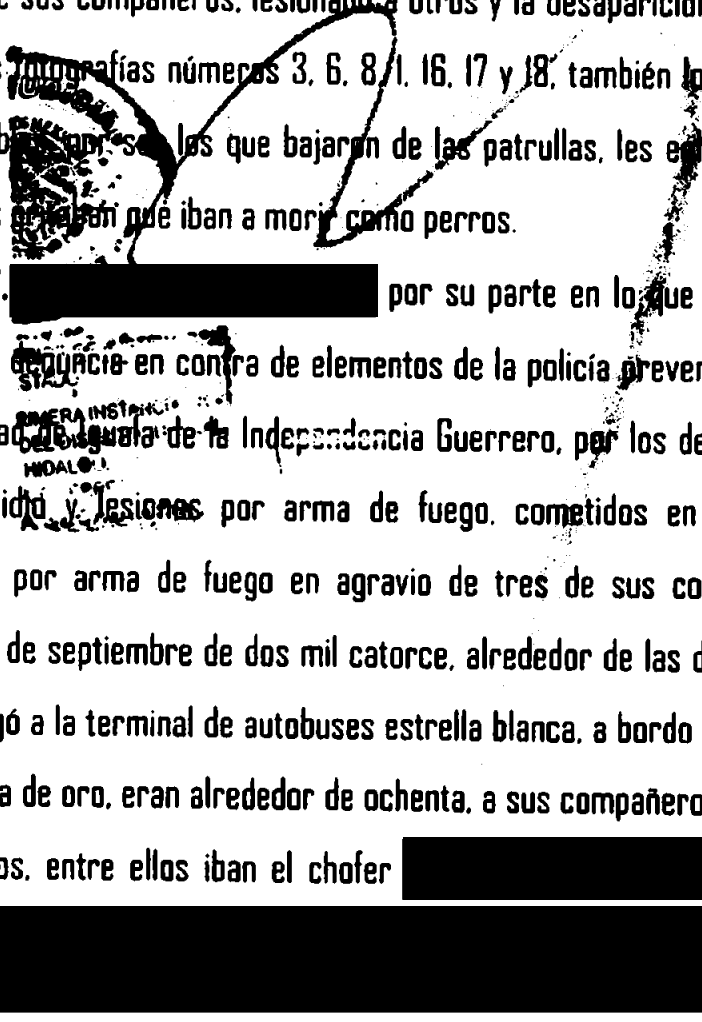 sus compañeros, lesionando a otros y la desaparición
fotografías números 3, 6, 8, 1, 16, 17 y 18, también lo
los que bajaron de las patrullas, les
que iban a morir como perros.
por su parte en lo que
denuncia en contra de elementos de la policía preven
de Iguala de la Independencia Guerrero, por los de
y lesiones por arma de fuego, cometidos en
por arma de fuego en agravio de tres de sus co
de septiembre de dos mil catorce, alrededor de las d
gó a la terminal de autobuses estrella blanca, a bordo
a de oro, eran alrededor de ochenta, a sus compañero
os, entre ellos iban el chofer
PRIMERA INSTANCIA
HIDALGO